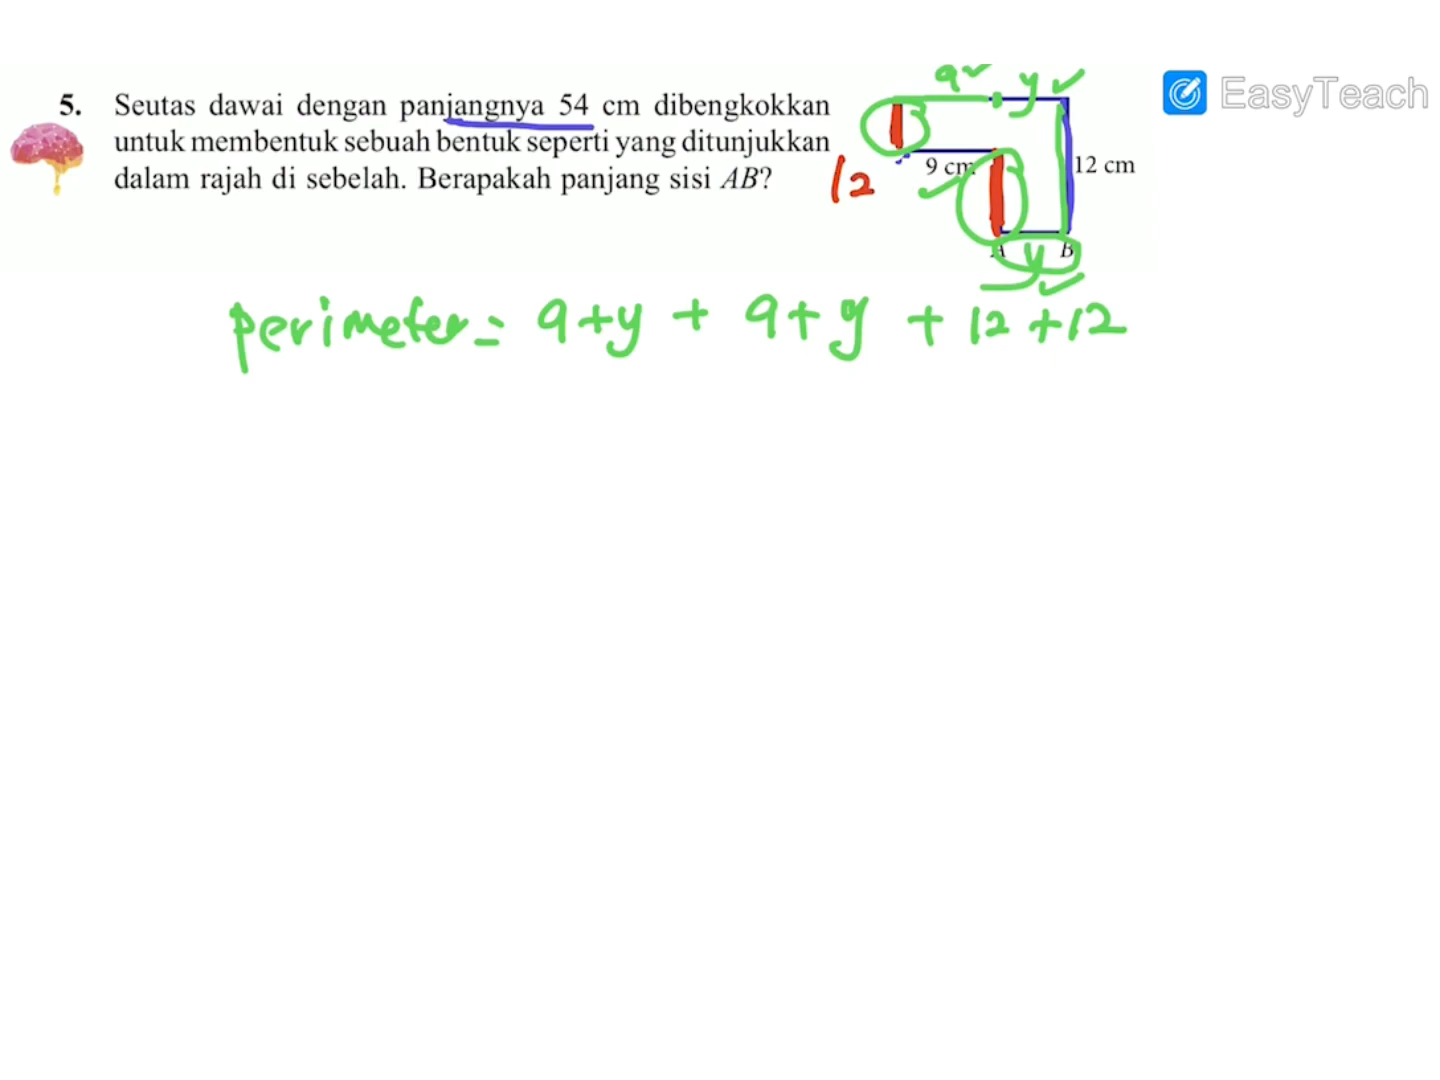 5. Seutas dawai dengan panjangnya 54 cm dibengkokkan
untuk membentuk sebuah bentuk seperti yang ditunjukkan
dalam rajah di sebelah. Berapakah panjang sisi AB?
9 y
9 cm
12 cm
12
A y B
EasyTeach
perimeter = 9+y + 9+y + 12+12